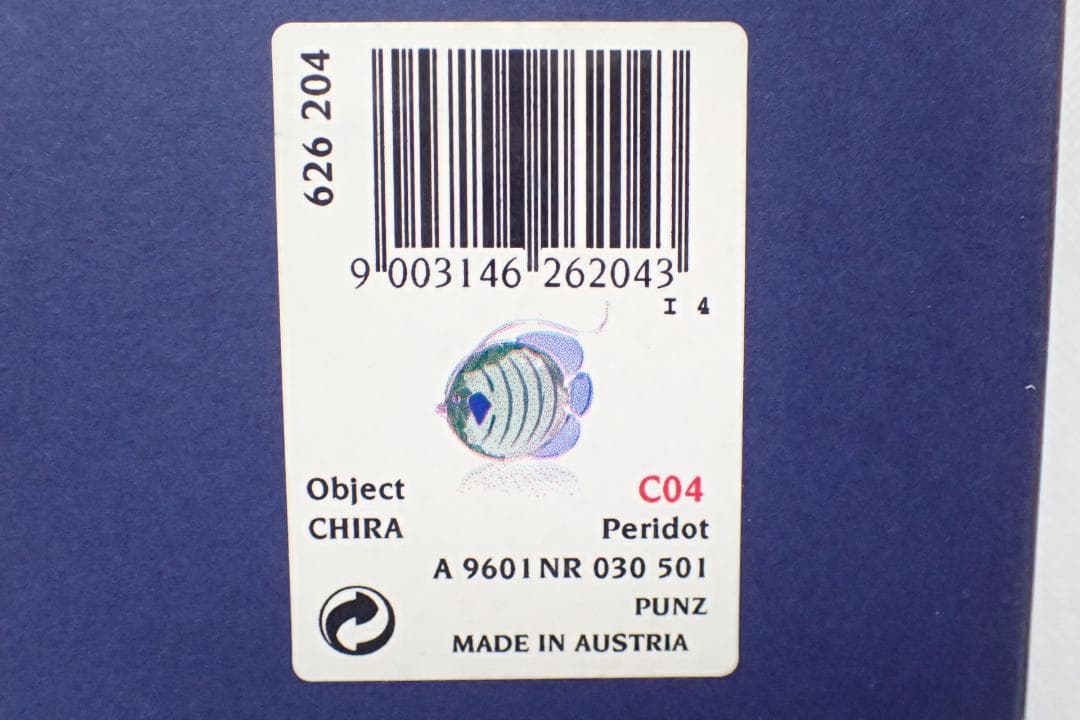 626 204
9 003146 262043
I 4
Object C04
CHIRA Peridot
A 9601 NR 030 501
PUNZ
MADE IN AUSTRIA